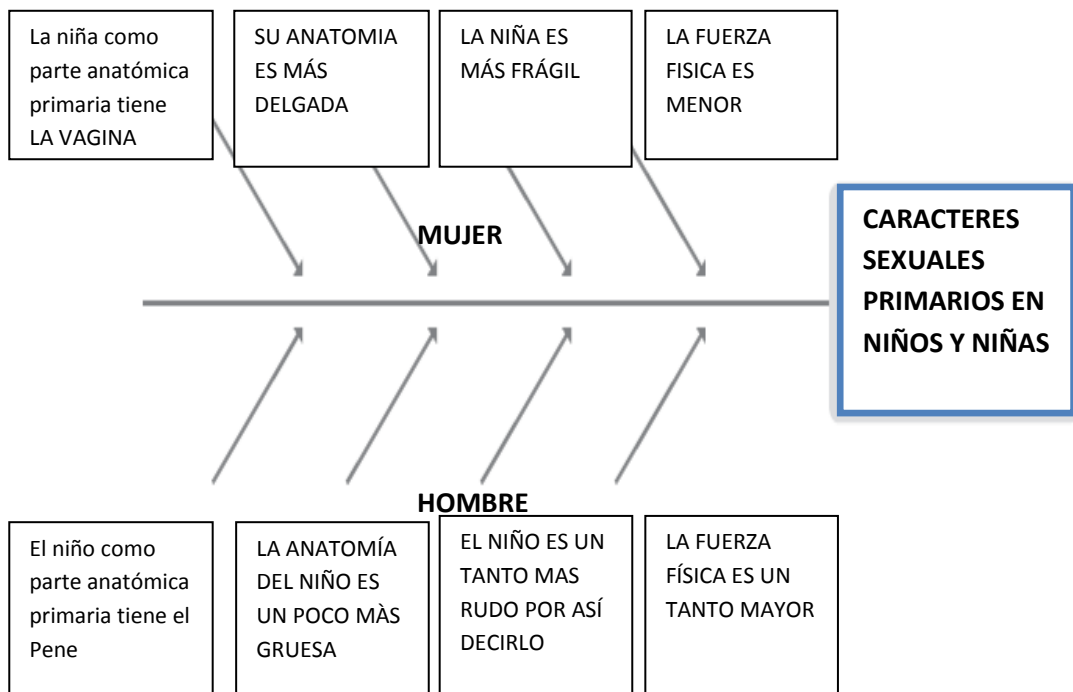 La niña como
parte anatómica
primaria tiene
LA VAGINA
SU ANATOMIA
ES MÁS
DELGADA
LA NIÑA ES
MÁS FRÁGIL
LA FUERZA
FISICA ES
MENOR
MUJER
CARACTERES
SEXUALES
PRIMARIOS EN
NIÑOS Y NIÑAS
HOMBRE
El niño como
parte anatómica
primaria tiene el
Pene
LA ANATOMÍA
DEL NIÑO ES
UN POCO MÀS
GRUESA
EL NIÑO ES UN
TANTO MAS
RUDO POR ASÍ
DECIRLO
LA FUERZA
FÍSICA ES UN
TANTO MAYOR